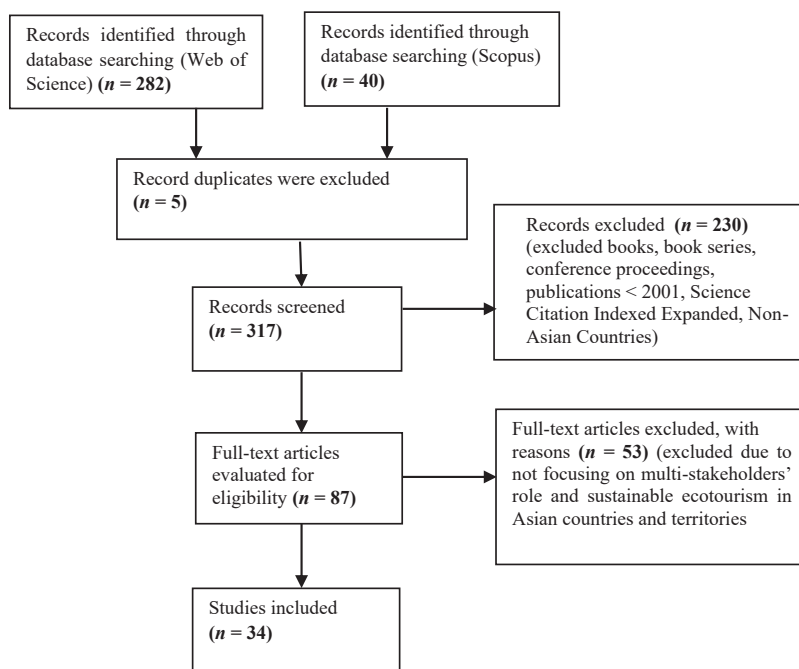 Records identified through
database searching (Web of
Science) (n = 282)
Records identified through
database searching (Scopus)
(n = 40)
Record duplicates were excluded
(n = 5)
Records screened
(n = 317)
Records excluded (n = 230)
(excluded books, book series,
conference proceedings,
publications < 2001, Science
Citation Indexed Expanded, Non-
Asian Countries)
Full-text articles
evaluated for
eligibility (n = 87)
Full-text articles excluded, with
reasons (n = 53) (excluded due to
not focusing on multi-stakeholders’
role and sustainable ecotourism in
Asian countries and territories
Studies included
(n = 34)